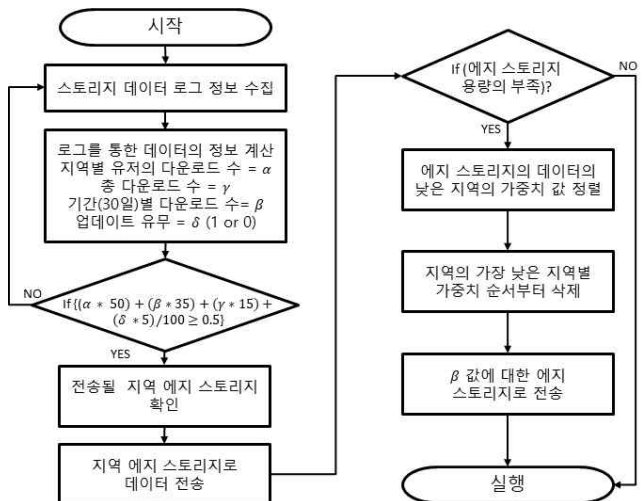 시작
스토리지 데이터 로그 정보 수집
로그를 통한 데이터의 정보 계산
지역별 유저의 다운로드 수 = α
총 다운로드 수 = γ
기간(30일)별 다운로드 수= β
업데이트 유무 = δ (1 or 0)
NO
If {(α * 50) + (β * 35) + (γ * 15) +
(δ * 5)/100 ≥ 0.5}
YES
전송될 지역 에지 스토리지
확인
지역 에지 스토리지로
데이터 전송
If (에지 스토리지
용량의 부족)?
NO
YES
에지 스토리지의 데이터의
낮은 지역의 가중치 값 정렬
지역의 가장 낮은 지역별
가중치 순서부터 삭제
β 값에 대한 에지
스토리지로 전송
실행